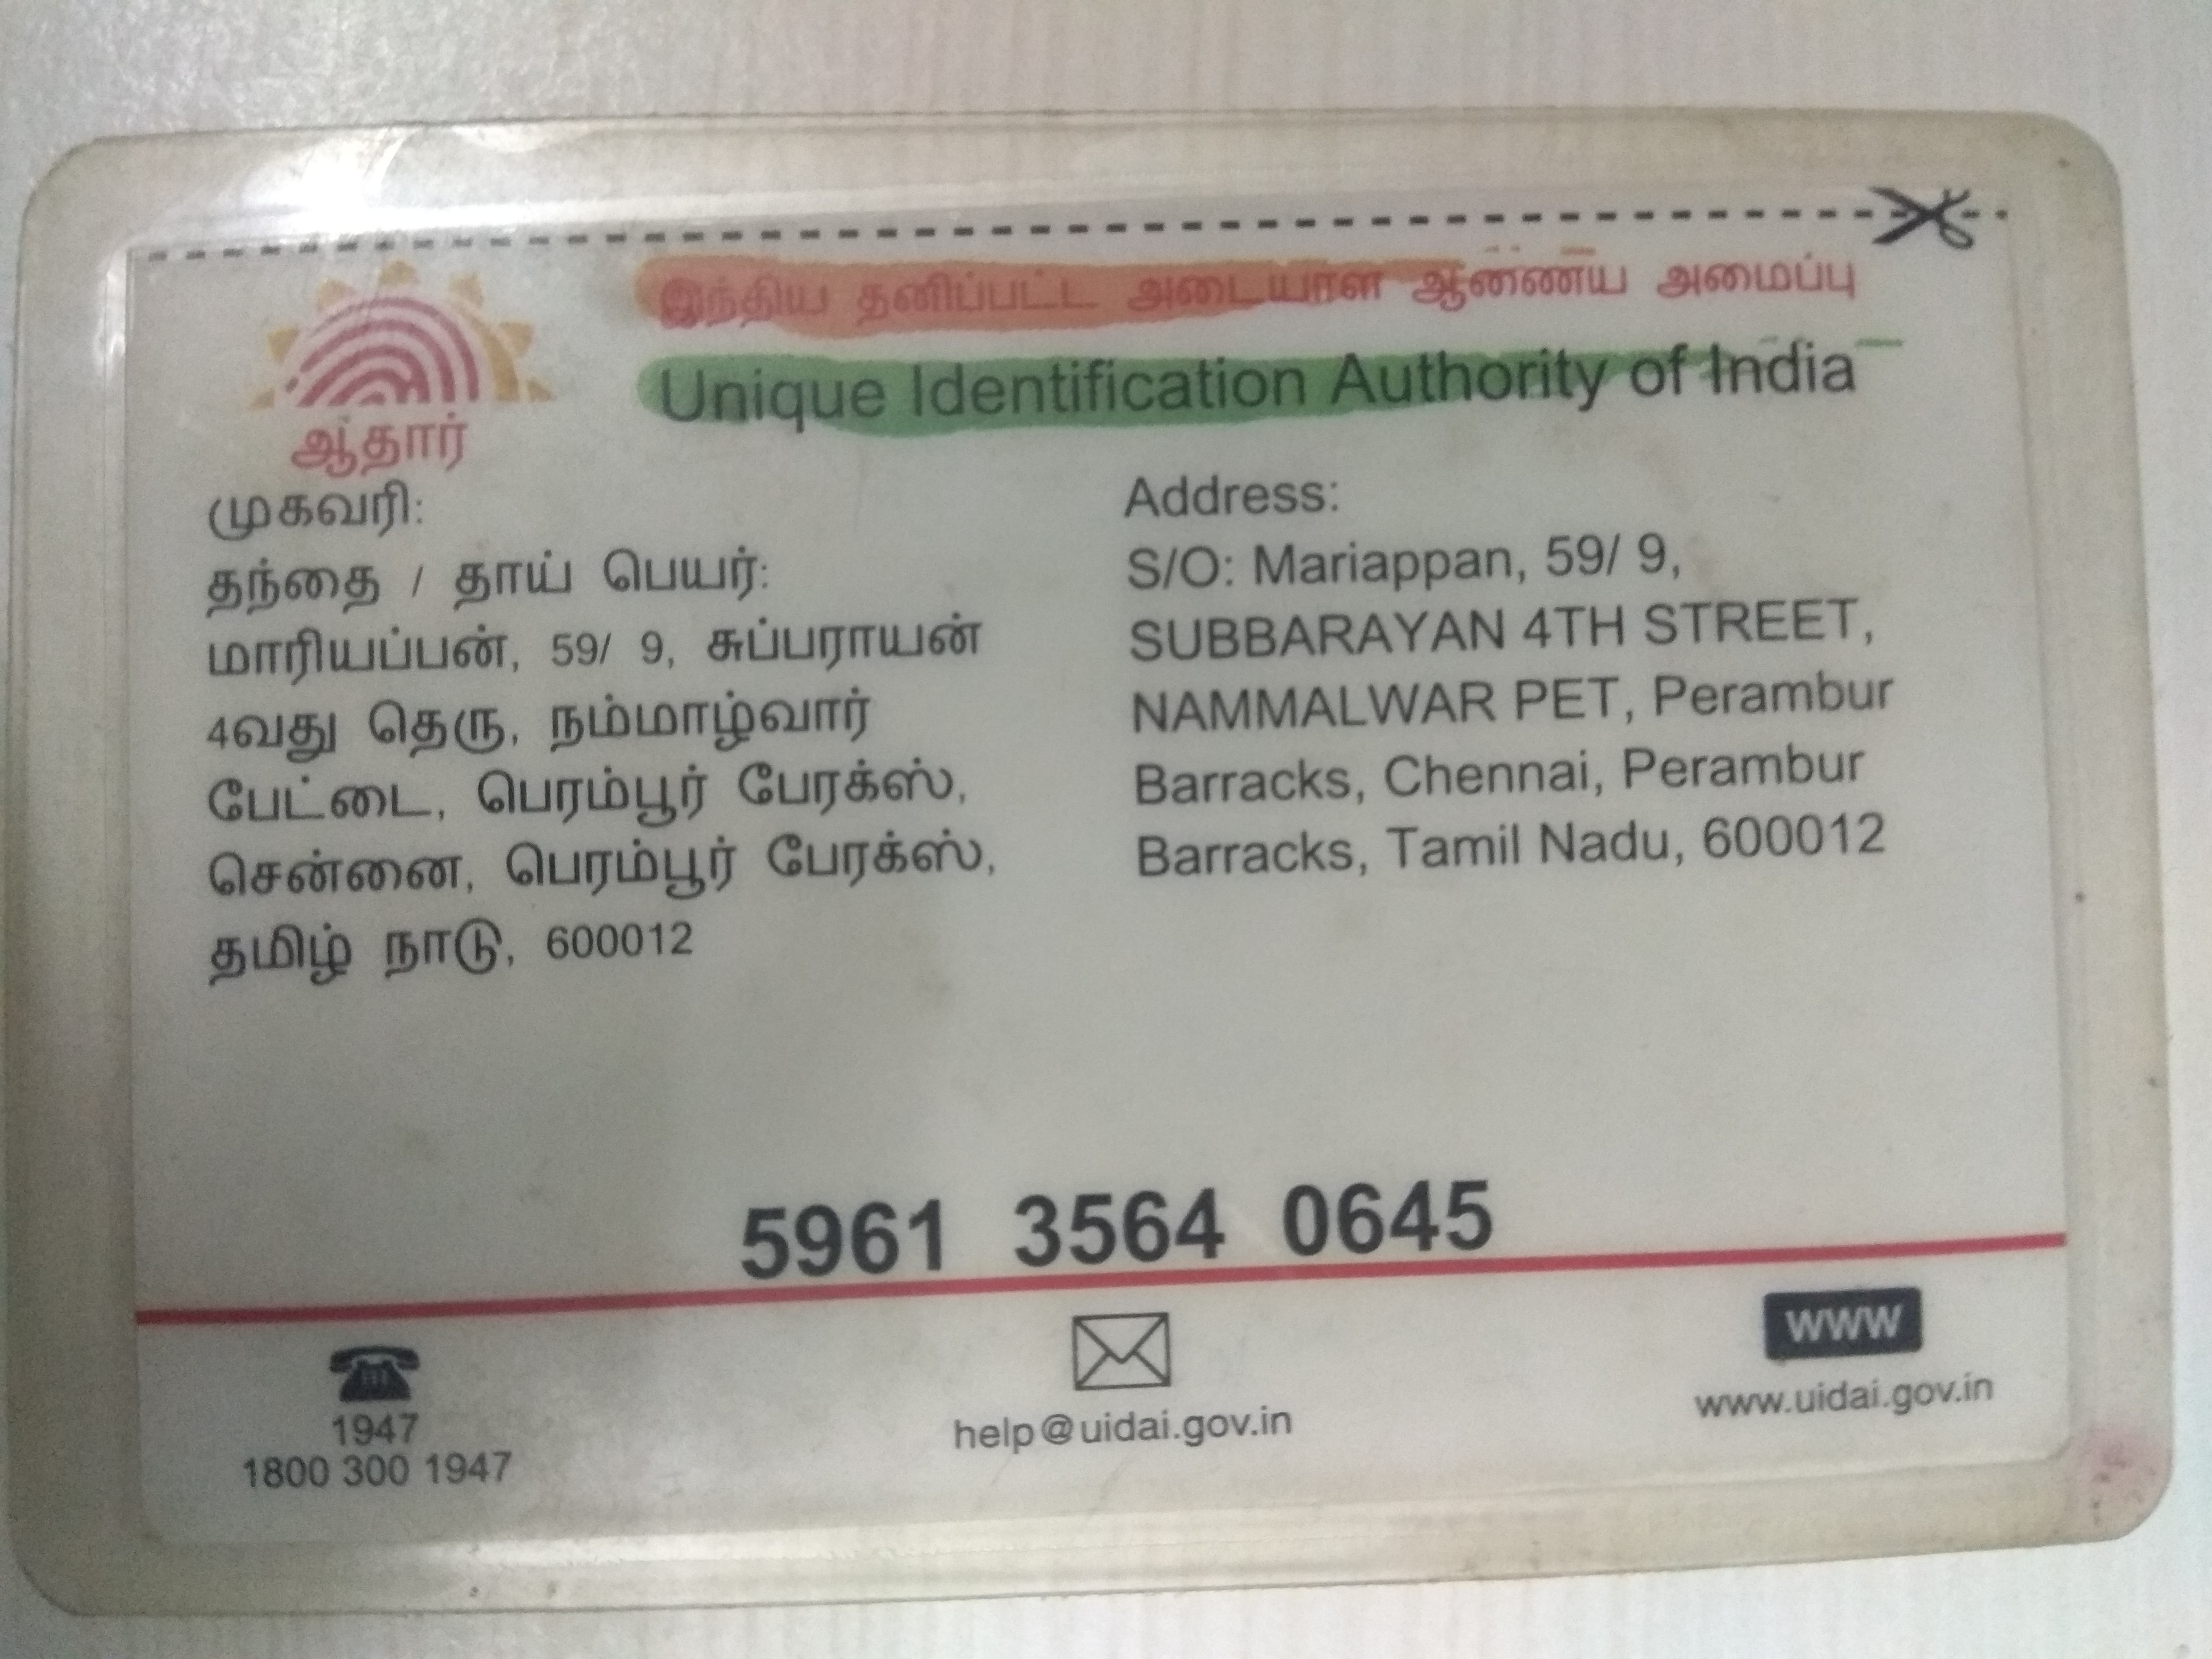 இந்திய தனிப்பட்ட அடையாள ஆணைய அமைப்பு
Unique Identification Authority of India
ஆதார்
முகவரி:
தந்தை / தாய் பெயர்:
மாரியப்பன், 59/ 9, சுப்பராயன்
4வது தெரு, நம்மாழ்வார்
பேட்டை, பெரம்பூர் பேரக்ஸ்,
சென்னை, பெரம்பூர் பேரக்ஸ்,
தமிழ் நாடு, 600012
Address:
S/O: Mariappan, 59/ 9,
SUBBARAYAN 4TH STREET,
NAMMALWAR PET, Perambur
Barracks, Chennai, Perambur
Barracks, Tamil Nadu, 600012
5961 3564 0645
1947
1800 300 1947
help@uidai.gov.in
www
www.uidai.gov.in